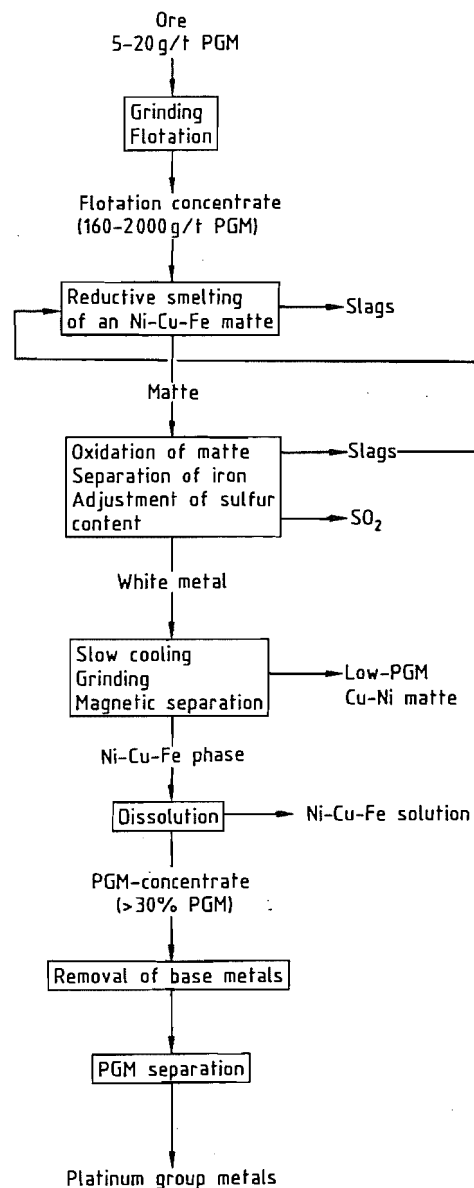 Ore
5–20 g/t PGM
Grinding
Flotation
Flotation concentrate
(160–2000 g/t PGM)
Reductive smelting
of an Ni-Cu-Fe matte
Slags
Matte
Oxidation of matte
Separation of iron
Adjustment of sulfur
content
Slags
SO₂
White metal
Slow cooling
Grinding
Magnetic separation
Low-PGM
Cu-Ni matte
Ni-Cu-Fe phase
Dissolution
Ni-Cu-Fe solution
PGM-concentrate
(>30% PGM)
Removal of base metals
PGM separation
Platinum group metals